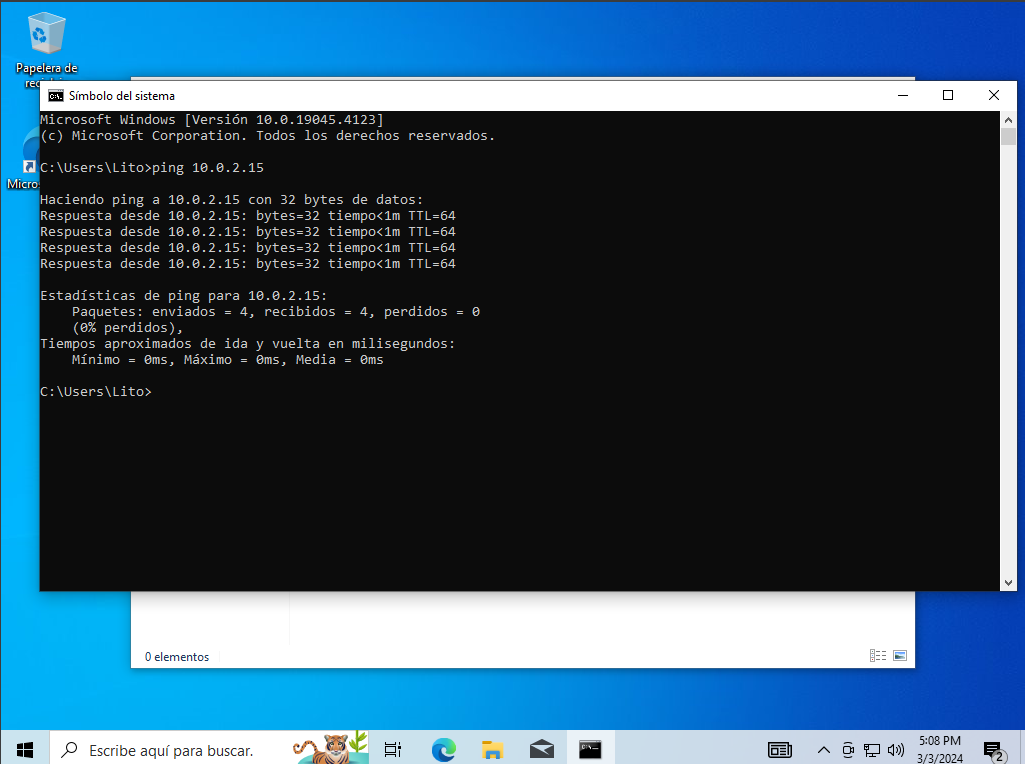 Papelera de
Símbolo del sistema
Microsoft Windows [Versión 10.0.19045.4123]
(c) Microsoft Corporation. Todos los derechos reservados.
C:\Users\Lito>ping 10.0.2.15
Micro
Haciendo ping a 10.0.2.15 con 32 bytes de datos:
Respuesta desde 10.0.2.15: bytes=32 tiempo<1m TTL=64
Respuesta desde 10.0.2.15: bytes=32 tiempo<1m TTL=64
Respuesta desde 10.0.2.15: bytes=32 tiempo<1m TTL=64
Respuesta desde 10.0.2.15: bytes=32 tiempo<1m TTL=64
Estadísticas de ping para 10.0.2.15:
Paquetes: enviados = 4, recibidos = 4, perdidos = 0
(0% perdidos),
Tiempos aproximados de ida y vuelta en milisegundos:
Mínimo = 0ms, Máximo = 0ms, Media = 0ms
C:\Users\Lito>
0 elementos
Escribe aquí para buscar.
5:08 PM
3/3/2024
2